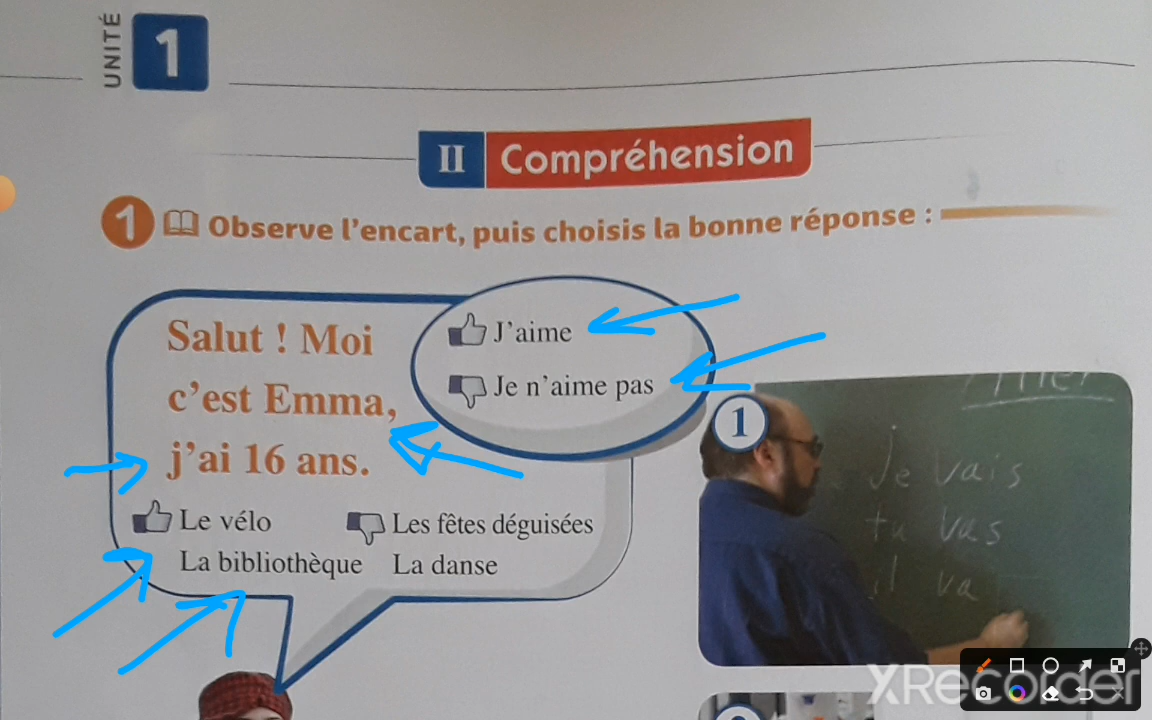 UNITÉ
1
II Compréhension
1 Observe l'encart, puis choisis la bonne réponse :
Salut ! Moi
c'est Emma,
j'ai 16 ans.
J'aime
Je n'aime pas
Le vélo
La bibliothèque
Les fêtes déguisées
La danse
1
Je vais
tu vas
il va
XRecorder